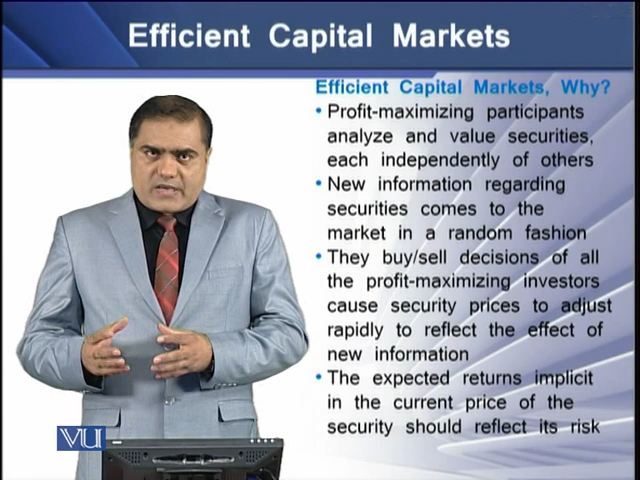 Efficient Capital Markets
Efficient Capital Markets, Why?
• Profit-maximizing participants
analyze and value securities,
each independently of others
• New information regarding
securities comes to the
market in a random fashion
• They buy/sell decisions of all
the profit-maximizing investors
cause security prices to adjust
rapidly to reflect the effect of
new information
• The expected returns implicit
in the current price of the
security should reflect its risk
VU